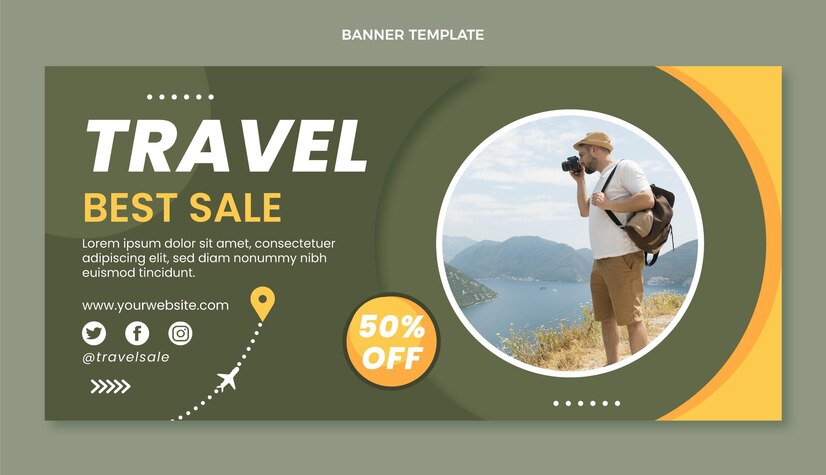 BANNER TEMPLATE
TRAVEL
BEST SALE
Lorem ipsum dolor sit amet, consectetuer
adipiscing elit, sed diam nonummy nibh
euismod tincidunt.
www.yourwebsite.com
@travelsale
50%
OFF